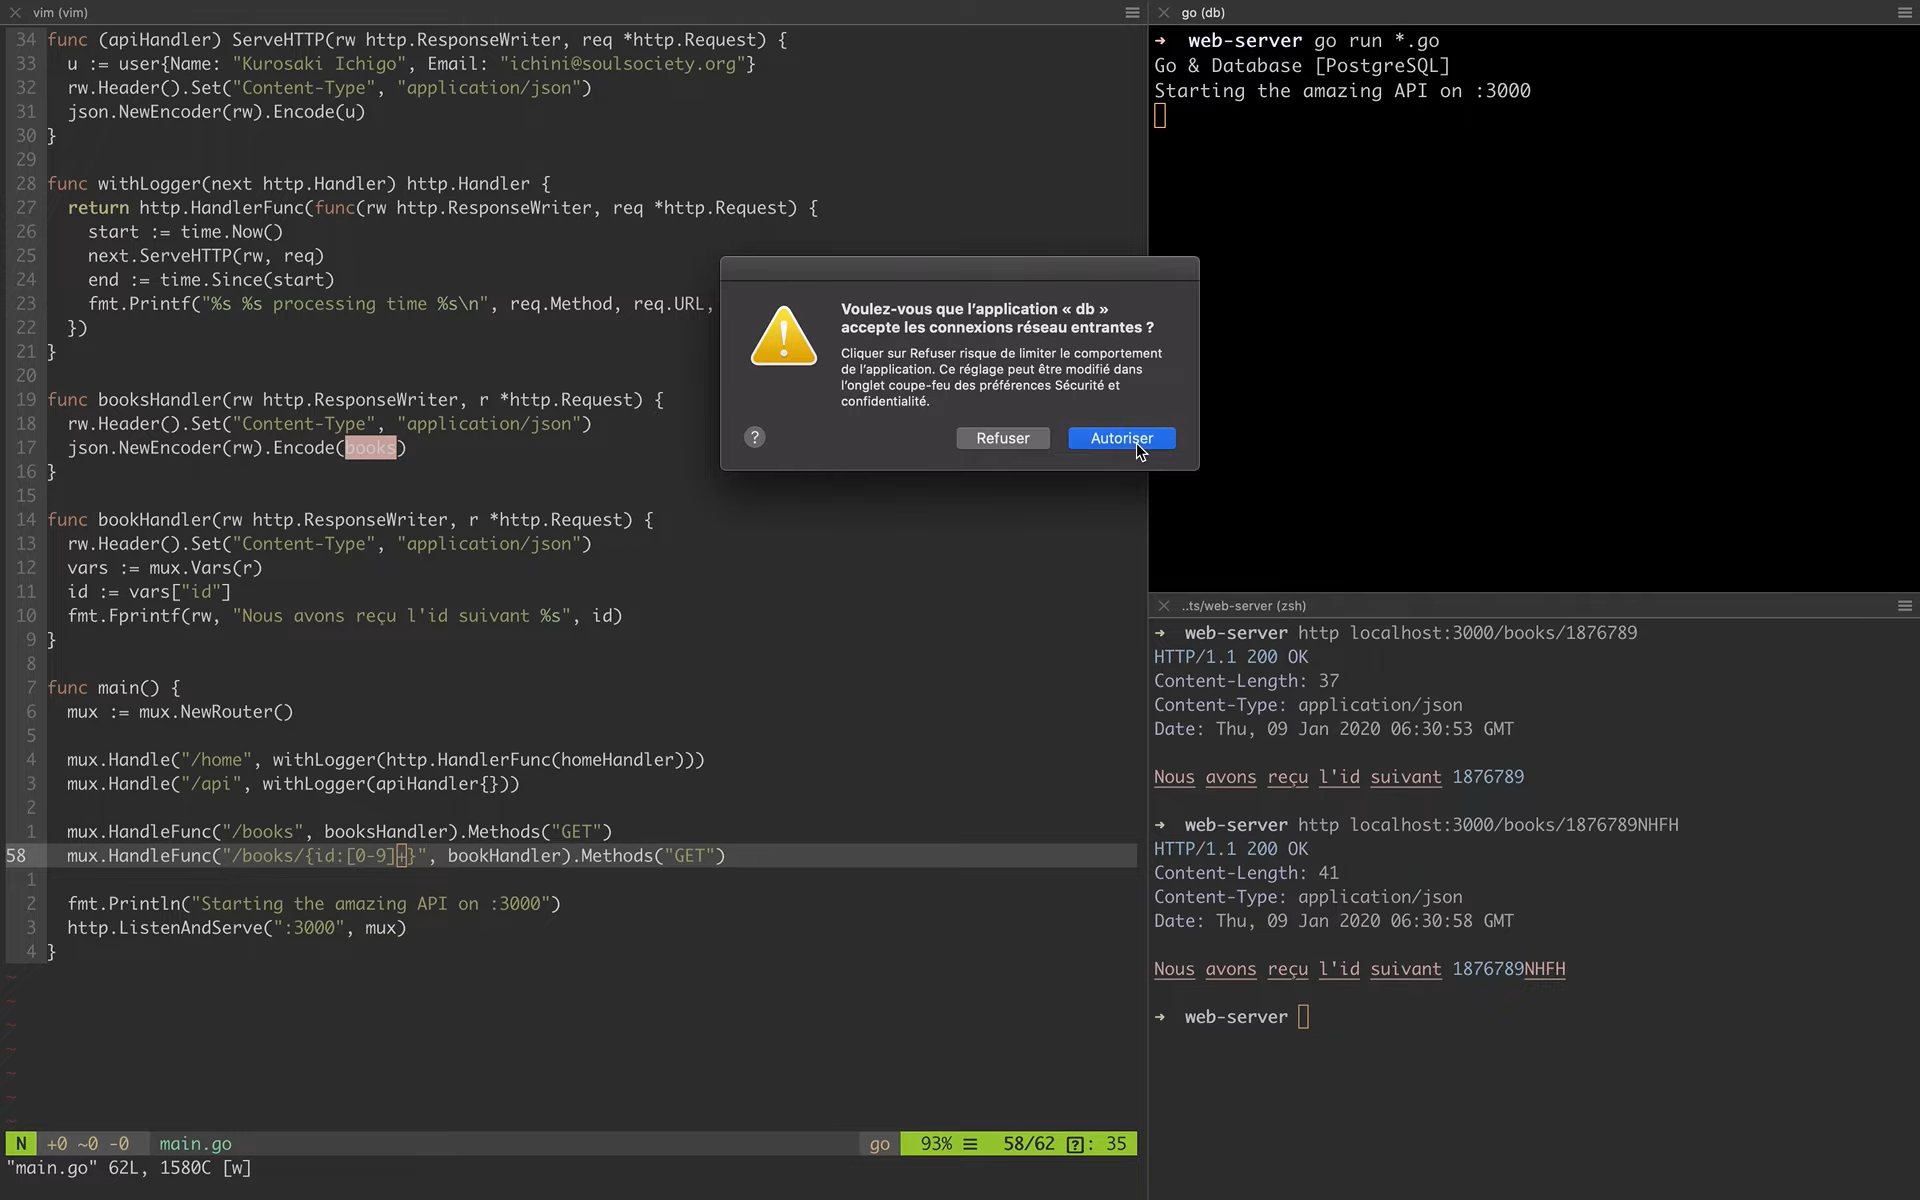 vim (vim)
34 func (apiHandler) ServeHTTP(rw http.ResponseWriter, req *http.Request) {
33 u := user{Name: "Kurosaki Ichigo", Email: "ichini@soulsociety.org"}
32 rw.Header().Set("Content-Type", "application/json")
31 json.NewEncoder(rw).Encode(u)
30 }
29
28 func withLogger(next http.Handler) http.Handler {
27 return http.HandlerFunc(func(rw http.ResponseWriter, req *http.Request) {
26 start := time.Now()
25 next.ServeHTTP(rw, req)
24 end := time.Since(start)
23 fmt.Printf("%s %s processing time %s\n", req.Method, req.URL,
22 })
21 }
20
19 func booksHandler(rw http.ResponseWriter, r *http.Request) {
18 rw.Header().Set("Content-Type", "application/json")
17 json.NewEncoder(rw).Encode(books)
16 }
15
14 func bookHandler(rw http.ResponseWriter, r *http.Request) {
13 rw.Header().Set("Content-Type", "application/json")
12 vars := mux.Vars(r)
11 id := vars["id"]
10 fmt.Fprintf(rw, "Nous avons reçu l'id suivant %s", id)
9 }
8
7 func main() {
6 mux := mux.NewRouter()
5
4 mux.Handle("/home", withLogger(http.HandlerFunc(homeHandler)))
3 mux.Handle("/api", withLogger(apiHandler{}))
2
1 mux.HandleFunc("/books", booksHandler).Methods("GET")
58 mux.HandleFunc("/books/{id:[0-9]+}", bookHandler).Methods("GET")
1
2 fmt.Println("Starting the amazing API on :3000")
3 http.ListenAndServe(":3000", mux)
4 }
~
~
~
~
~
~
~
N +0 ~0 -0 main.go go 93% ☰ 58/62 ?: 35
"main.go" 62L, 1580C [w]
Voulez-vous que l'application « db »
accepte les connexions réseau entrantes ?
Cliquer sur Refuser risque de limiter le comportement
de l'application. Ce réglage peut être modifié dans
l'onglet coupe-feu des préférences Sécurité et
confidentialité.
? Refuser Autoriser
go (db)
→ web-server go run *.go
Go & Database [PostgreSQL]
Starting the amazing API on :3000
..ts/web-server (zsh)
→ web-server http localhost:3000/books/1876789
HTTP/1.1 200 OK
Content-Length: 37
Content-Type: application/json
Date: Thu, 09 Jan 2020 06:30:53 GMT
Nous avons reçu l'id suivant 1876789
→ web-server http localhost:3000/books/1876789NHFH
HTTP/1.1 200 OK
Content-Length: 41
Content-Type: application/json
Date: Thu, 09 Jan 2020 06:30:58 GMT
Nous avons reçu l'id suivant 1876789NHFH
→ web-server